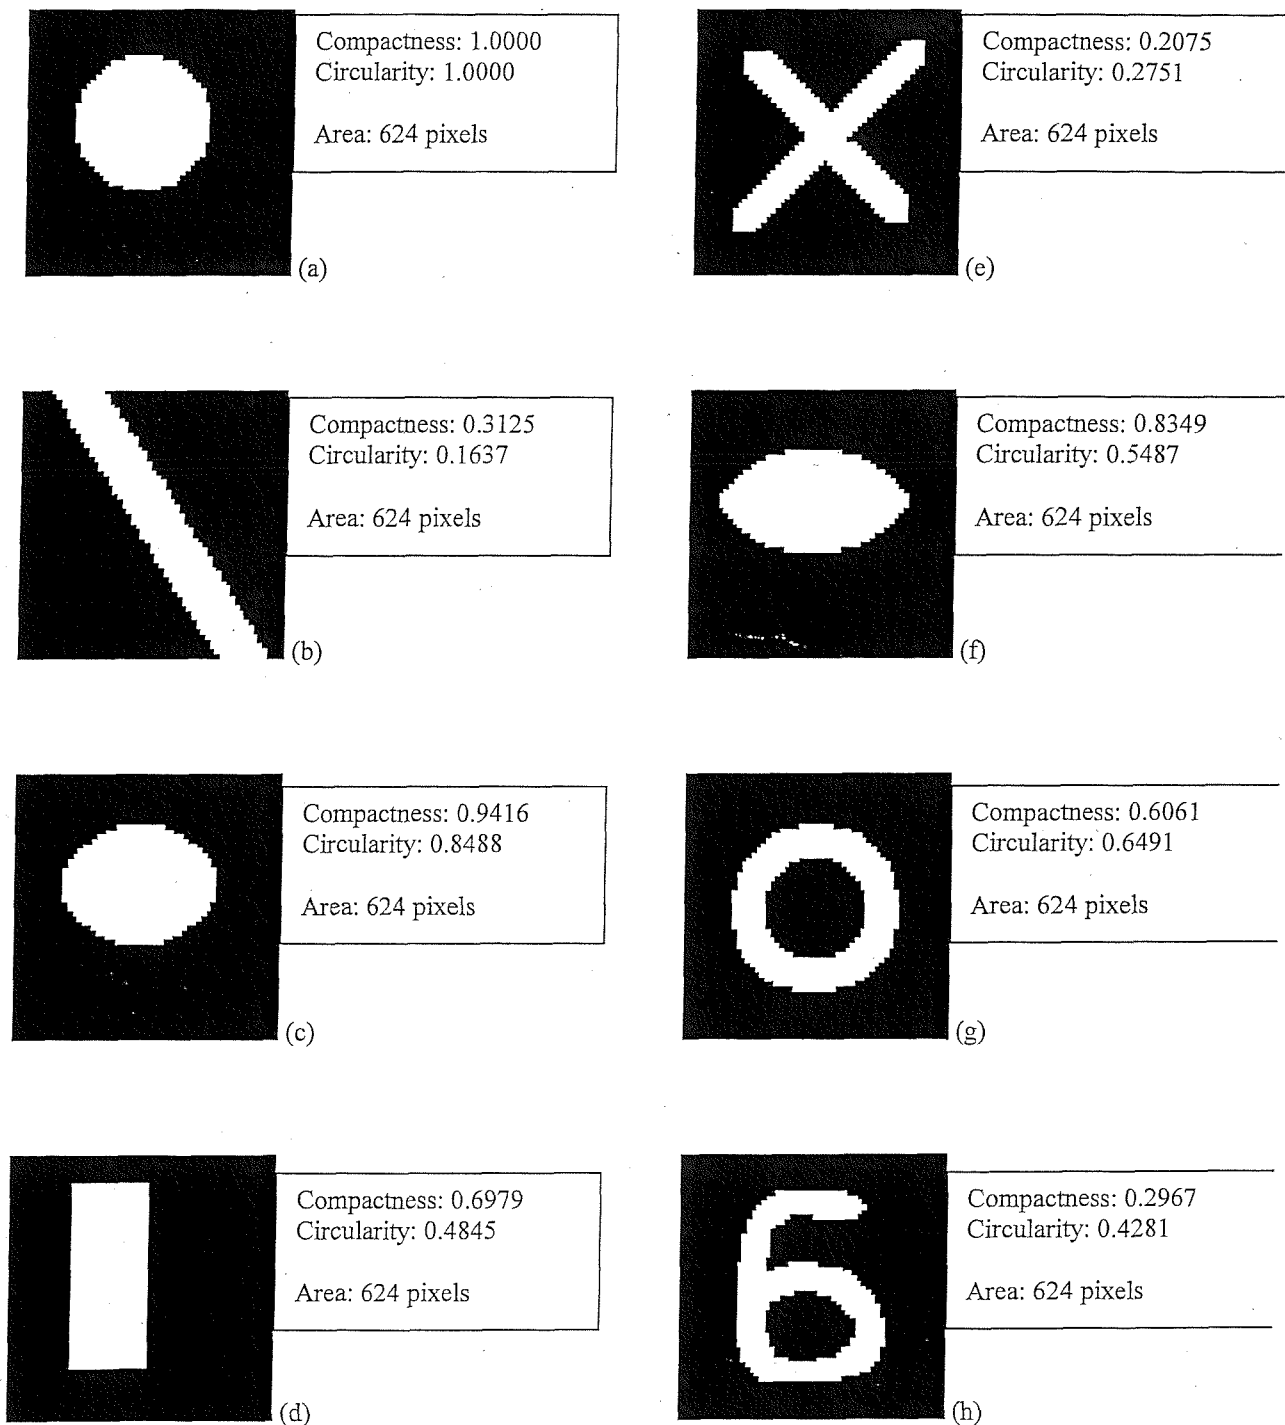 Compactness: 1.0000
Circularity: 1.0000
Area: 624 pixels
(a)
Compactness: 0.2075
Circularity: 0.2751
Area: 624 pixels
(e)
Compactness: 0.3125
Circularity: 0.1637
Area: 624 pixels
(b)
Compactness: 0.8349
Circularity: 0.5487
Area: 624 pixels
(f)
Compactness: 0.9416
Circularity: 0.8488
Area: 624 pixels
(c)
Compactness: 0.6061
Circularity: 0.6491
Area: 624 pixels
(g)
Compactness: 0.6979
Circularity: 0.4845
Area: 624 pixels
(d)
Compactness: 0.2967
Circularity: 0.4281
Area: 624 pixels
(h)